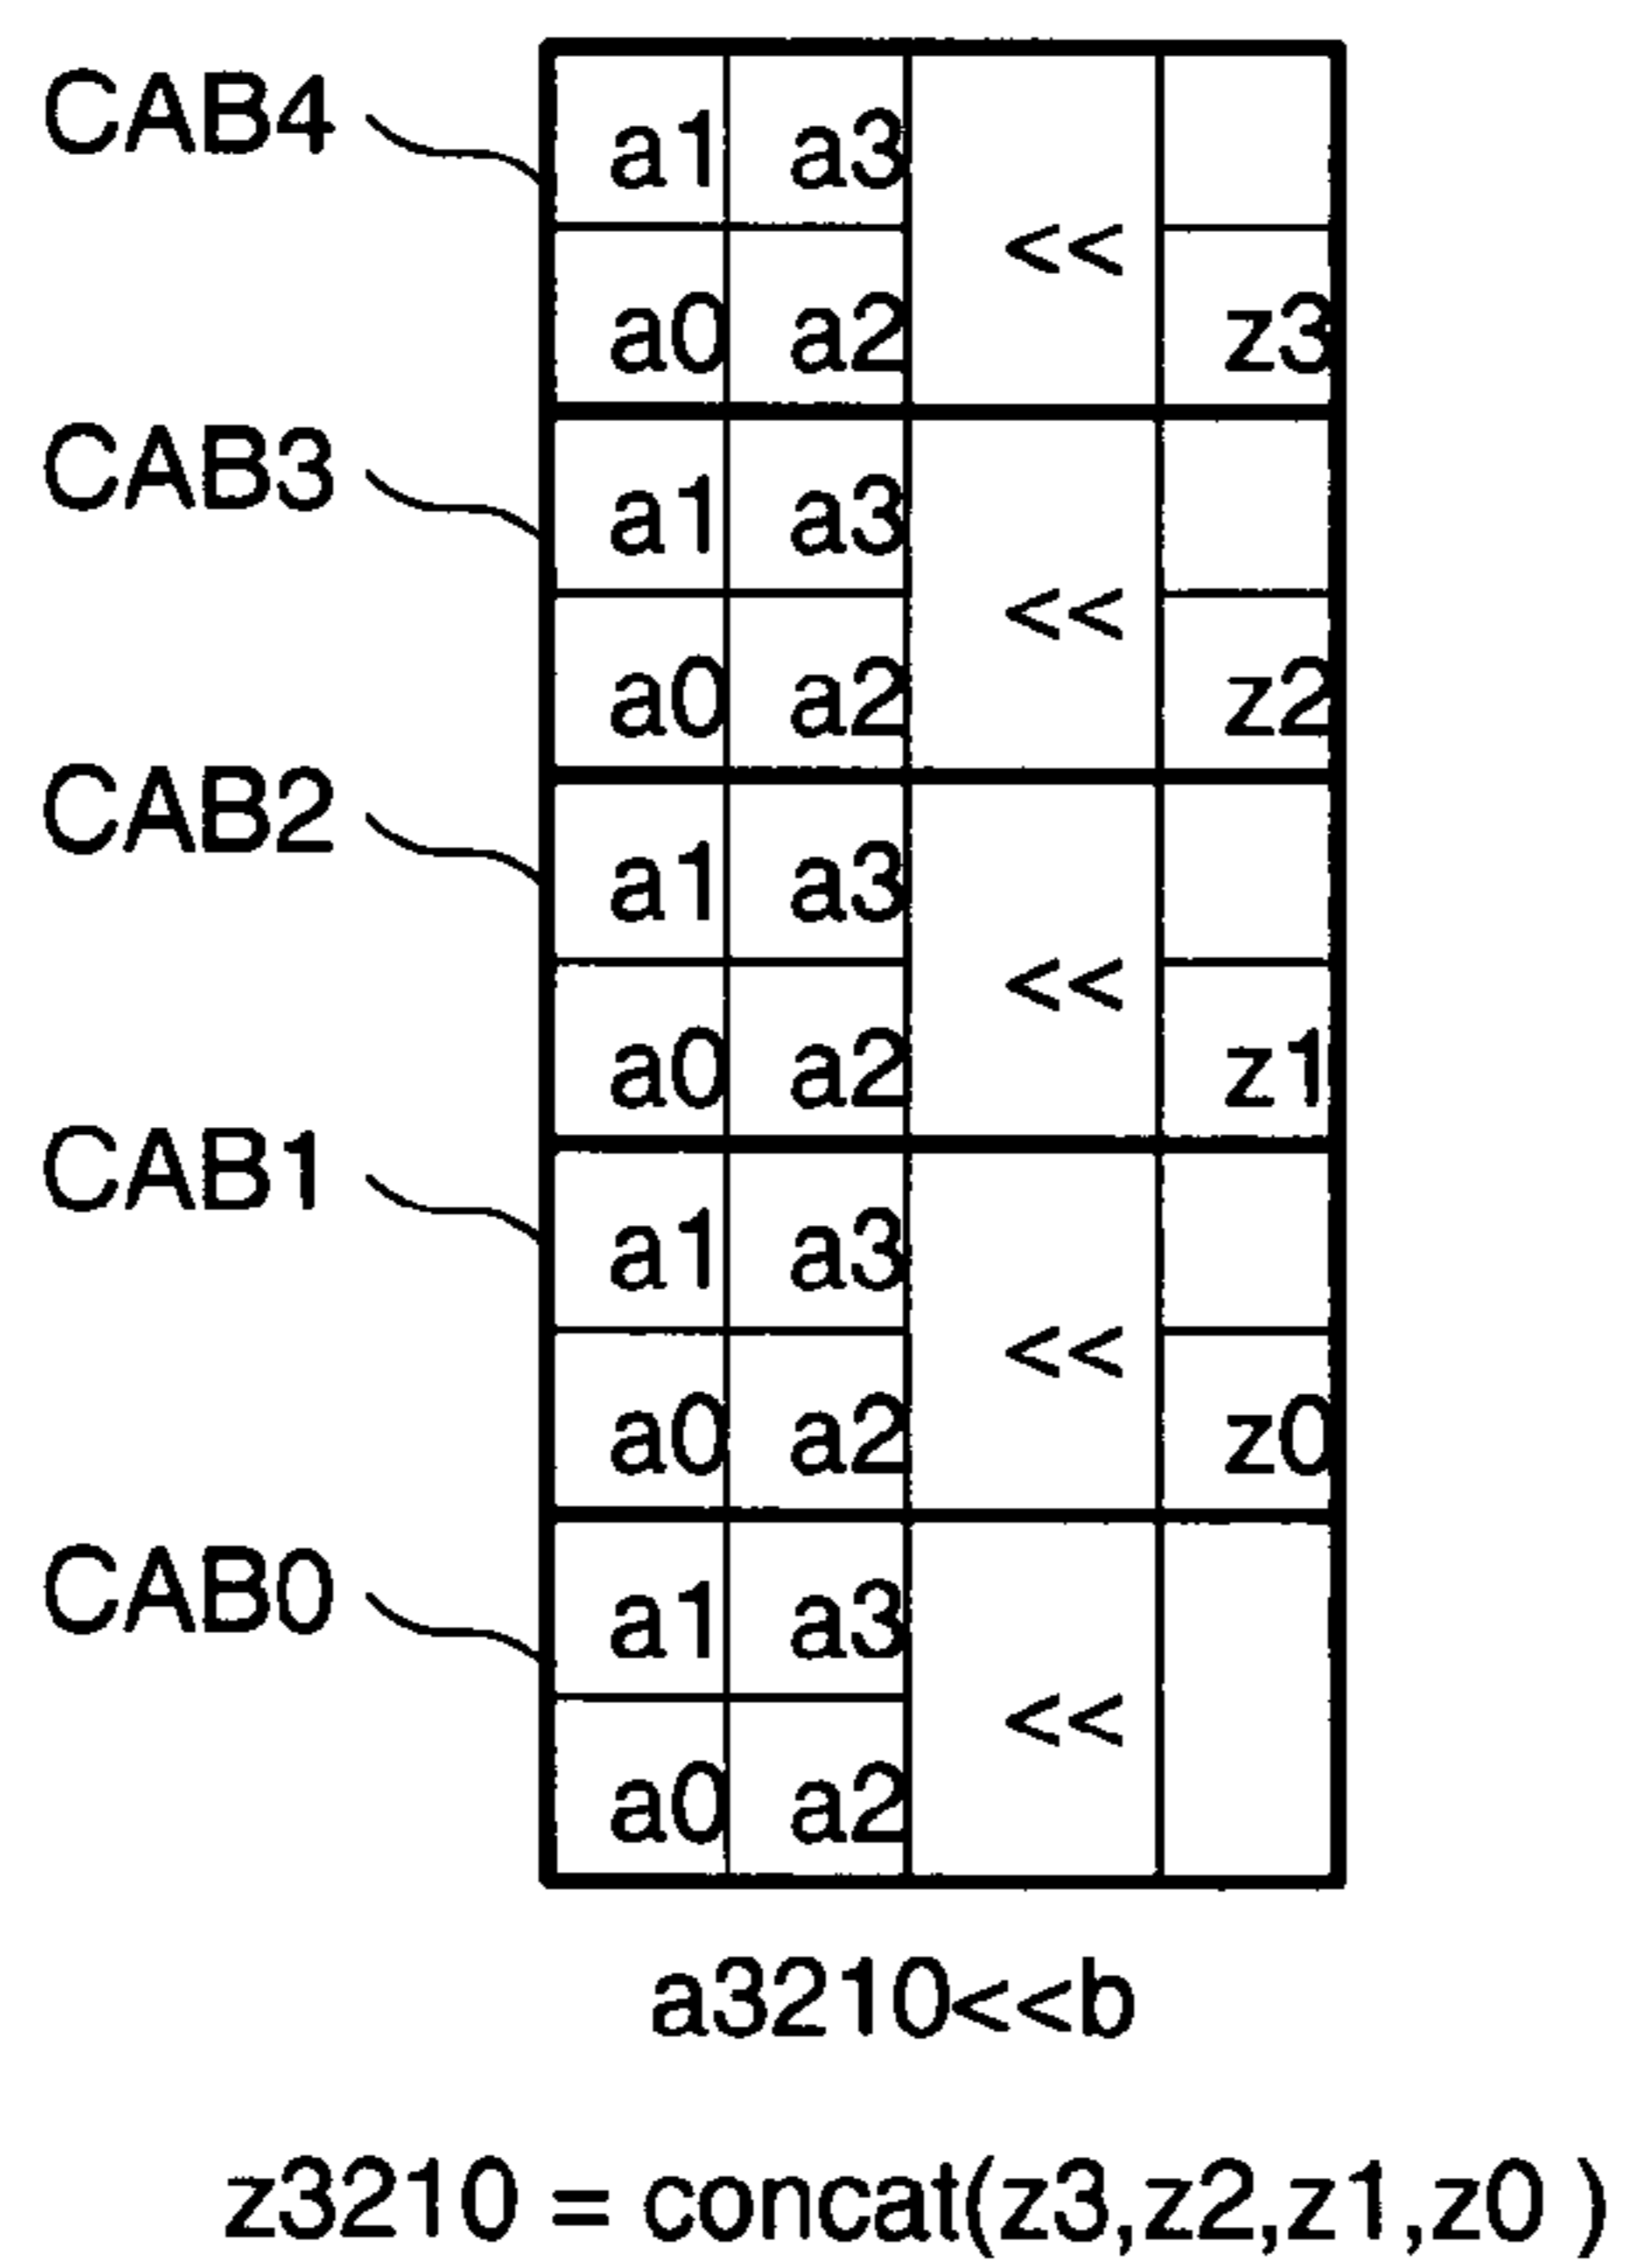 CAB4
a1 a3
<<
a0 a2 z3
CAB3
a1 a3
<<
a0 a2 z2
CAB2
a1 a3
<<
a0 a2 z1
CAB1
a1 a3
<<
a0 a2 z0
CAB0
a1 a3
<<
a0 a2
a3210<<b
z3210 = concat(z3,z2,z1,z0 )